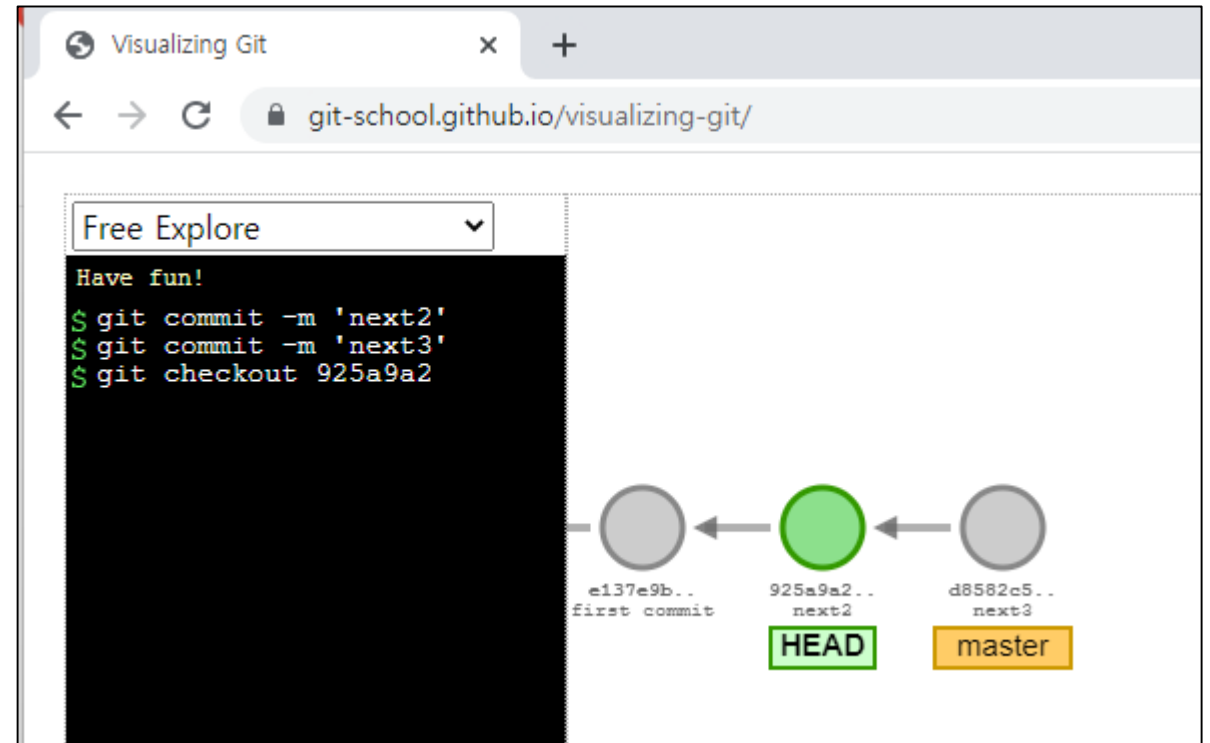 Visualizing Git
git-school.github.io/visualizing-git/
Free Explore
Have fun!
$ git commit -m 'next2'
$ git commit -m 'next3'
$ git checkout 925a9a2
e137e9b.. 925a9a2.. d8582c5..
first commit next2 next3
HEAD master